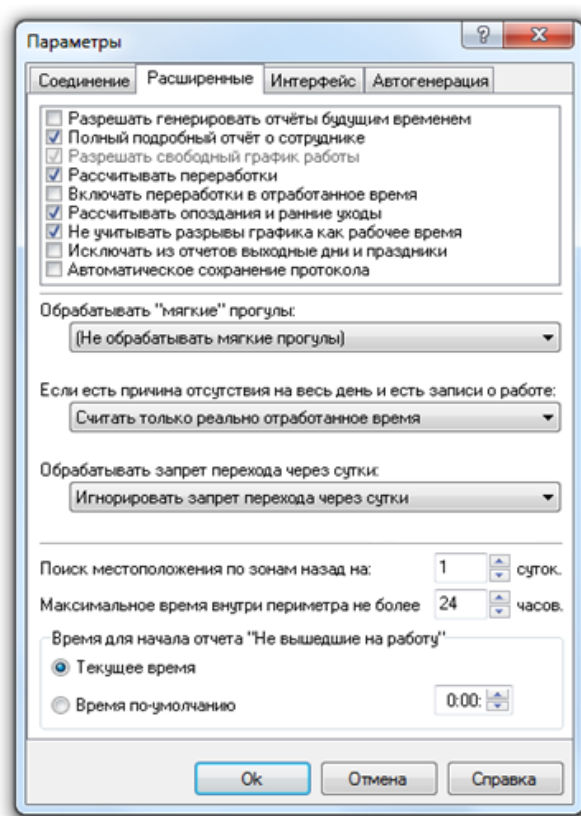 Параметры
Соединение Расширенные Интерфейс Автогенерация
Разрешать генерировать отчёты будущим временем
Полный подробный отчёт о сотруднике
Разрешать свободный график работы
Рассчитывать переработки
Включать переработки в отработанное время
Рассчитывать опоздания и ранние уходы
Не учитывать разрывы графика как рабочее время
Исключать из отчетов выходные дни и праздники
Автоматическое сохранение протокола
Обрабатывать "мягкие" прогулы:
(Не обрабатывать мягкие прогулы)
Если есть причина отсутствия на весь день и есть записи о работе:
Считать только реально отработанное время
Обрабатывать запрет перехода через сутки:
Игнорировать запрет перехода через сутки
Поиск местоположения по зонам назад на: 1 суток.
Максимальное время внутри периметра не более 24 часов.
Время для начала отчета "Не вышедшие на работу"
Текущее время
Время по-умолчанию 0:00:
Ok Отмена Справка